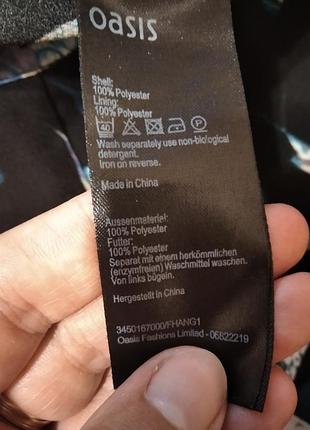 oasis
Shell:
100% Polyester
Lining:
100% Polyester
40 P
Wash separately use non-biological
detergent.
Iron on reverse.
Made in China
Aussenmaterial:
100% Polyester
Futter:
100% Polyester
Separat mit einem herkömmlichen
(enzymfreien) Waschmittel waschen.
Von links bügeln.
Hergestellt in China
3450167000/FHANG1
Oasis Fashions Limited - 06822219